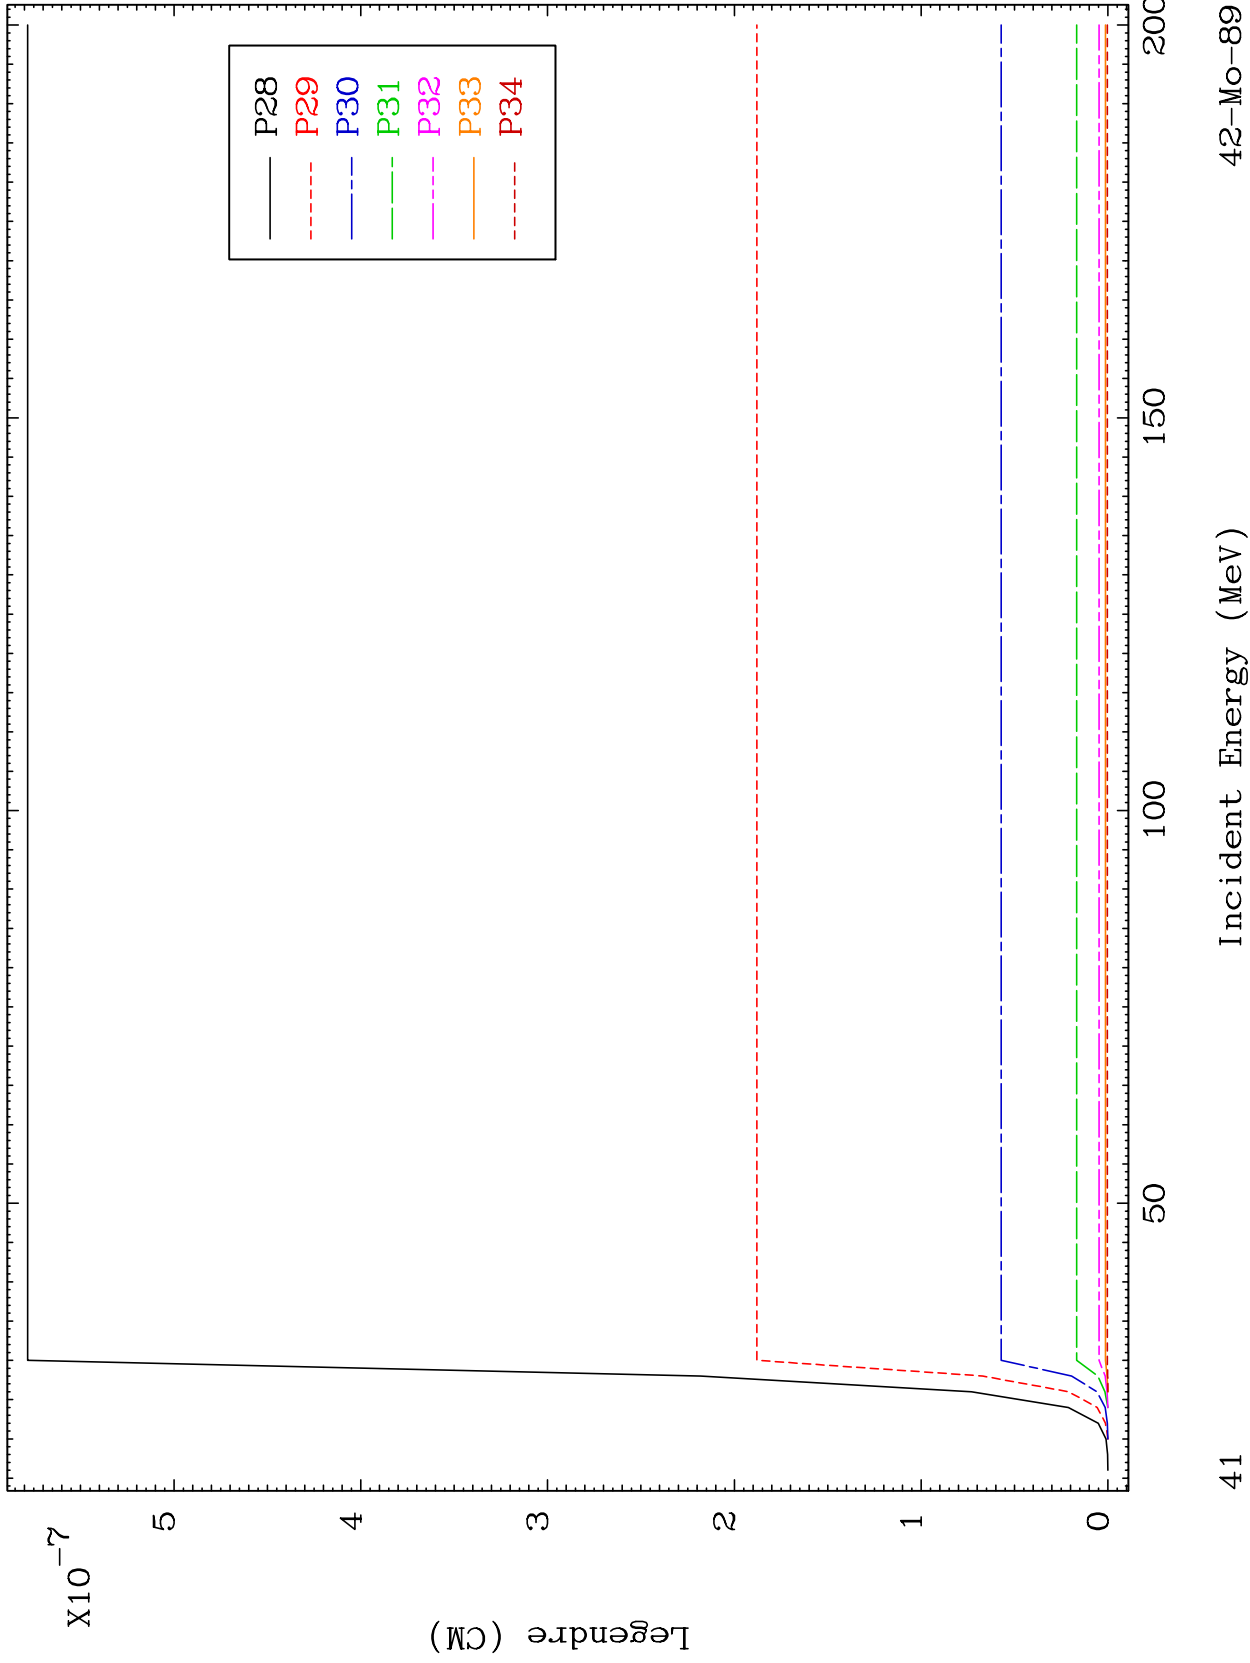 X10-7
Legendre (CM)
5
4
3
2
1
0
P28
P29
P30
P31
P32
P33
P34
50
100
150
200
Incident Energy (MeV)
41
42-Mo-89